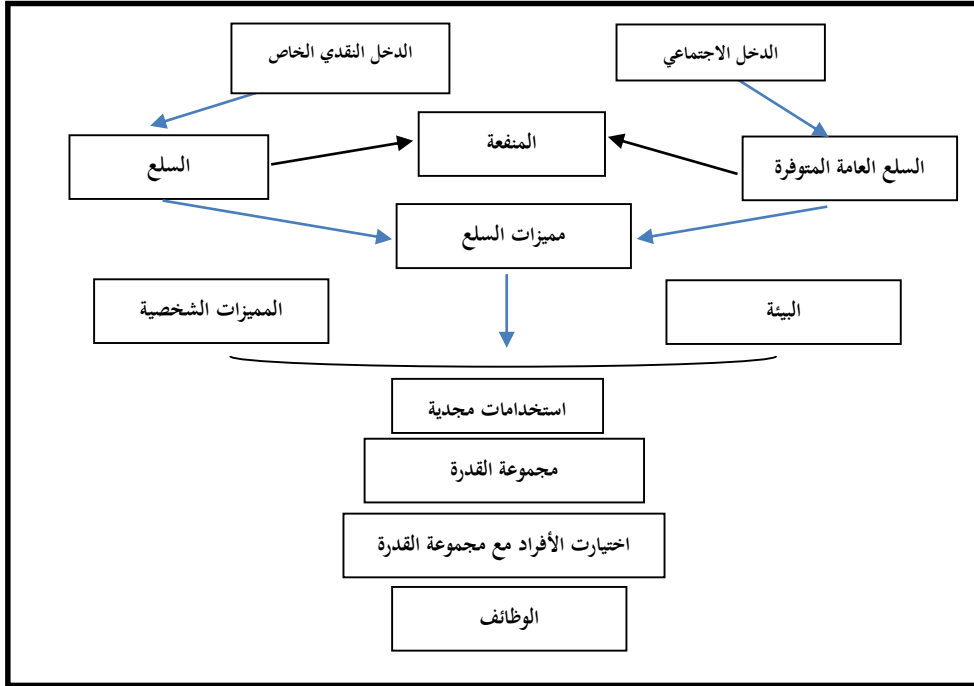 الدخل الاجتماعي
الدخل النقدي الخاص
السلع العامة المتوفرة
المنفعة
السلع
مميزات السلع
البيئة
المميزات الشخصية
استخدامات مجدية
مجموعة القدرة
اختيارت الأفراد مع مجموعة القدرة
الوظائف